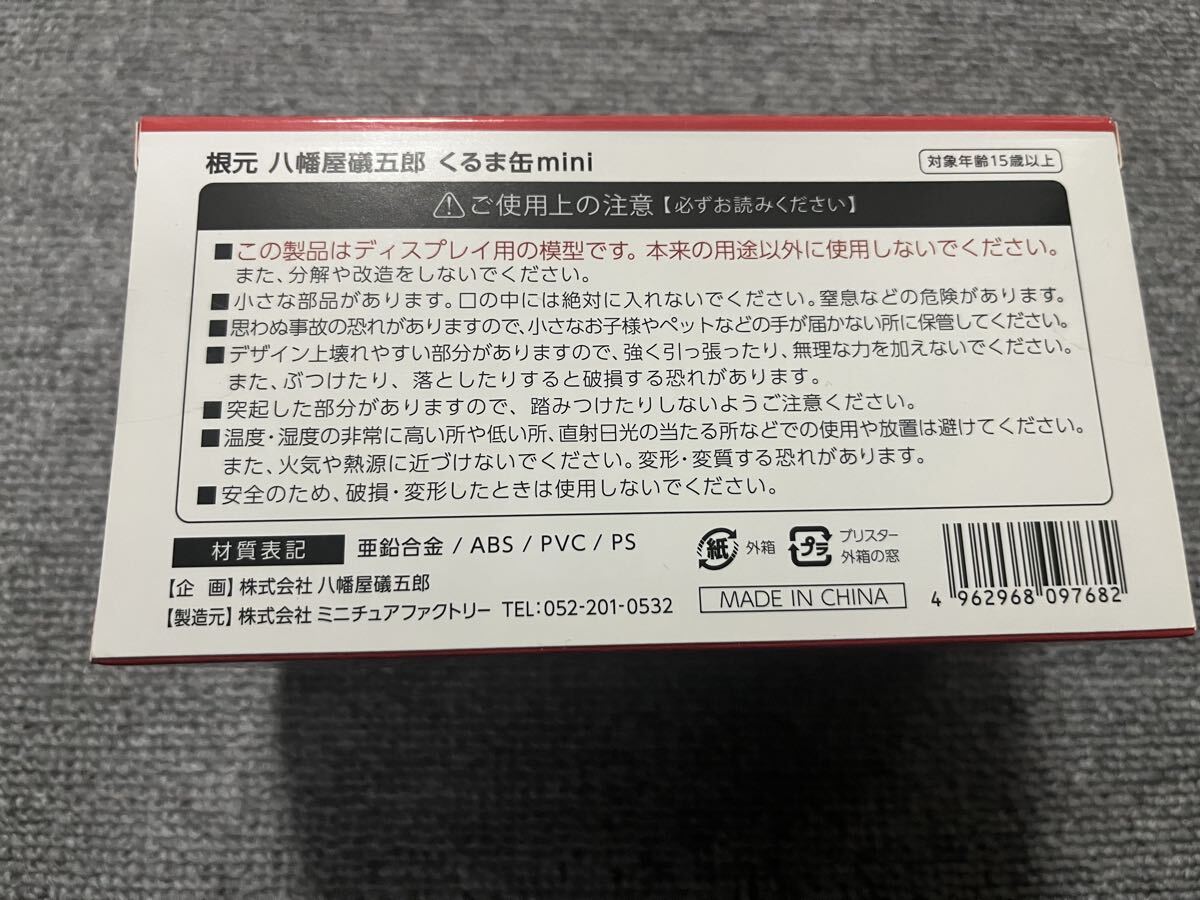 根元 八幡屋礒五郎 くるま缶mini
対象年齢15歳以上
⚠ご使用上の注意【必ずお読みください】
■この製品はディスプレイ用の模型です。本来の用途以外に使用しないでください。
また、分解や改造をしないでください。
■小さな部品があります。口の中には絶対に入れないでください。窒息などの危険があります。
■思わぬ事故の恐れがありますので、小さなお子様やペットなどの手が届かない所に保管してください。
■デザイン上壊れやすい部分がありますので、強く引っ張ったり、無理な力を加えないでください。
また、ぶつけたり、落としたりすると破損する恐れがあります。
■突起した部分がありますので、踏みつけたりしないようご注意ください。
■温度・湿度の非常に高い所や低い所、直射日光の当たる所などでの使用や放置は避けてください。
また、火気や熱源に近づけないでください。変形・変質する恐れがあります。
■安全のため、破損・変形したときは使用しないでください。
材質表記 亜鉛合金 / ABS / PVC / PS
【企 画】株式会社 八幡屋礒五郎
【製造元】株式会社 ミニチュアファクトリー TEL:052-201-0532
紙 外箱
プラ ブリスター
外箱の窓
MADE IN CHINA
4 962968 097682